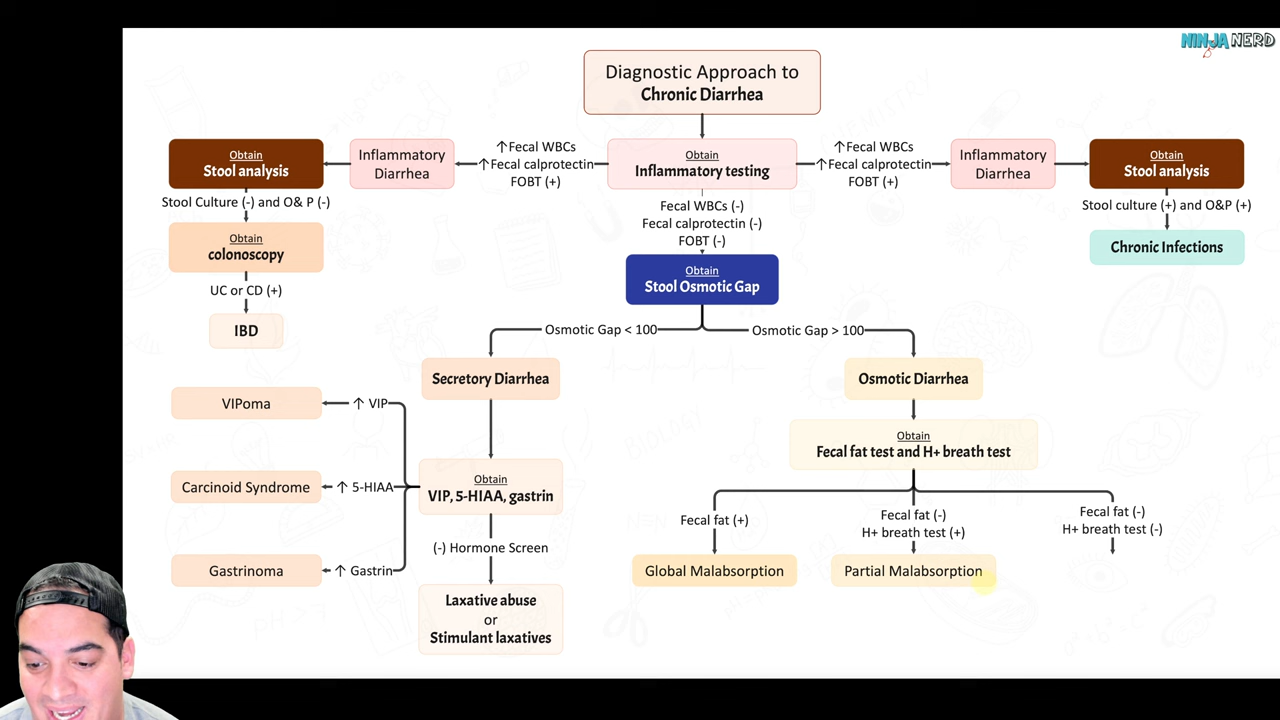 NINJA NERD
Diagnostic Approach to
Chronic Diarrhea
Obtain
Stool analysis
Inflammatory
Diarrhea
↑Fecal WBCs
↑Fecal calprotectin
FOBT (+)
Obtain
Inflammatory testing
↑Fecal WBCs
↑Fecal calprotectin
FOBT (+)
Inflammatory
Diarrhea
Obtain
Stool analysis
Stool Culture (-) and O& P (-)
Fecal WBCs (-)
Fecal calprotectin (-)
FOBT (-)
Stool culture (+) and O&P (+)
Obtain
colonoscopy
Chronic Infections
Obtain
Stool Osmotic Gap
UC or CD (+)
IBD
Osmotic Gap < 100
Osmotic Gap > 100
Secretory Diarrhea
Osmotic Diarrhea
VIPoma
↑ VIP
Obtain
Fecal fat test and H+ breath test
Carcinoid Syndrome
↑ 5-HIAA
Obtain
VIP, 5-HIAA, gastrin
Fecal fat (+)
Fecal fat (-)
H+ breath test (+)
Fecal fat (-)
H+ breath test (-)
(-) Hormone Screen
Gastrinoma
↑ Gastrin
Global Malabsorption
Partial Malabsorption
Laxative abuse
or
Stimulant laxatives
BIOLOGY